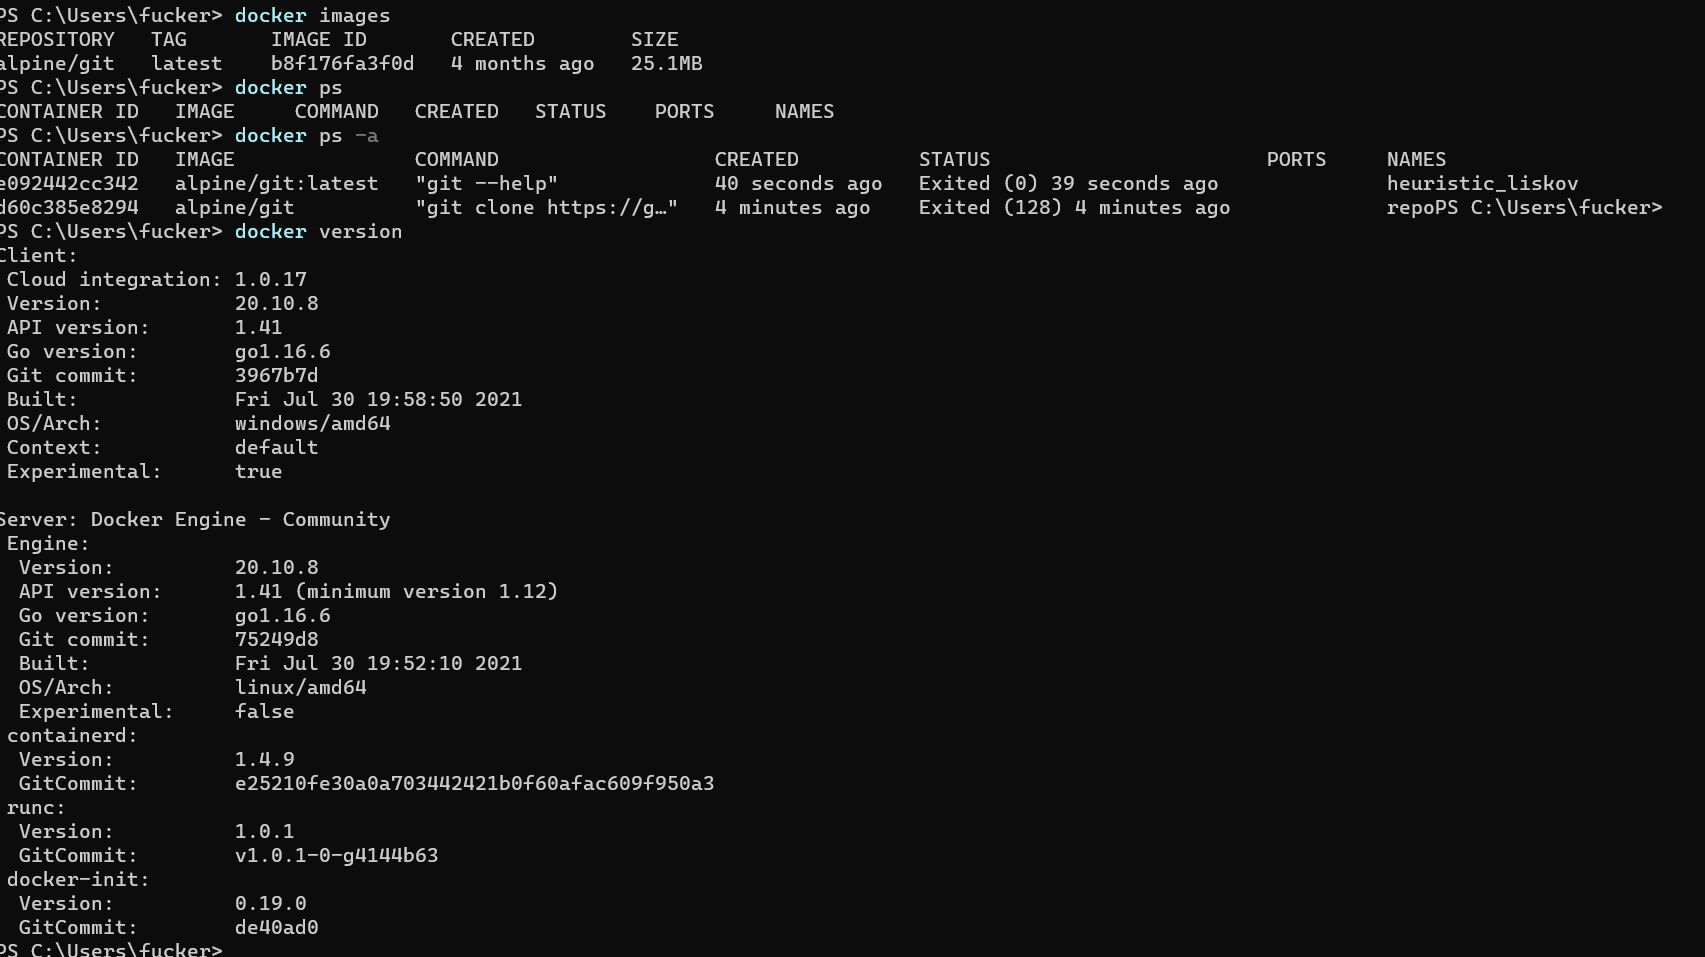 PS C:\Users\fucker> docker images
REPOSITORY   TAG       IMAGE ID       CREATED        SIZE
alpine/git   latest    b8f176fa3f0d   4 months ago   25.1MB
PS C:\Users\fucker> docker ps
CONTAINER ID   IMAGE     COMMAND   CREATED   STATUS    PORTS     NAMES
PS C:\Users\fucker> docker ps -a
CONTAINER ID   IMAGE               COMMAND                  CREATED          STATUS                       PORTS     NAMES
e092442cc342   alpine/git:latest   "git --help"             40 seconds ago   Exited (0) 39 seconds ago              heuristic_liskov
d60c385e8294   alpine/git          "git clone https://g…"   4 minutes ago    Exited (128) 4 minutes ago             repoPS C:\Users\fucker>
PS C:\Users\fucker> docker version
Client:
 Cloud integration: 1.0.17
 Version:           20.10.8
 API version:       1.41
 Go version:        go1.16.6
 Git commit:        3967b7d
 Built:             Fri Jul 30 19:58:50 2021
 OS/Arch:           windows/amd64
 Context:           default
 Experimental:      true

Server: Docker Engine - Community
 Engine:
  Version:          20.10.8
  API version:      1.41 (minimum version 1.12)
  Go version:       go1.16.6
  Git commit:       75249d8
  Built:            Fri Jul 30 19:52:10 2021
  OS/Arch:          linux/amd64
  Experimental:     false
 containerd:
  Version:          1.4.9
  GitCommit:        e25210fe30a0a703442421b0f60afac609f950a3
 runc:
  Version:          1.0.1
  GitCommit:        v1.0.1-0-g4144b63
 docker-init:
  Version:          0.19.0
  GitCommit:        de40ad0
PS C:\Users\fucker>